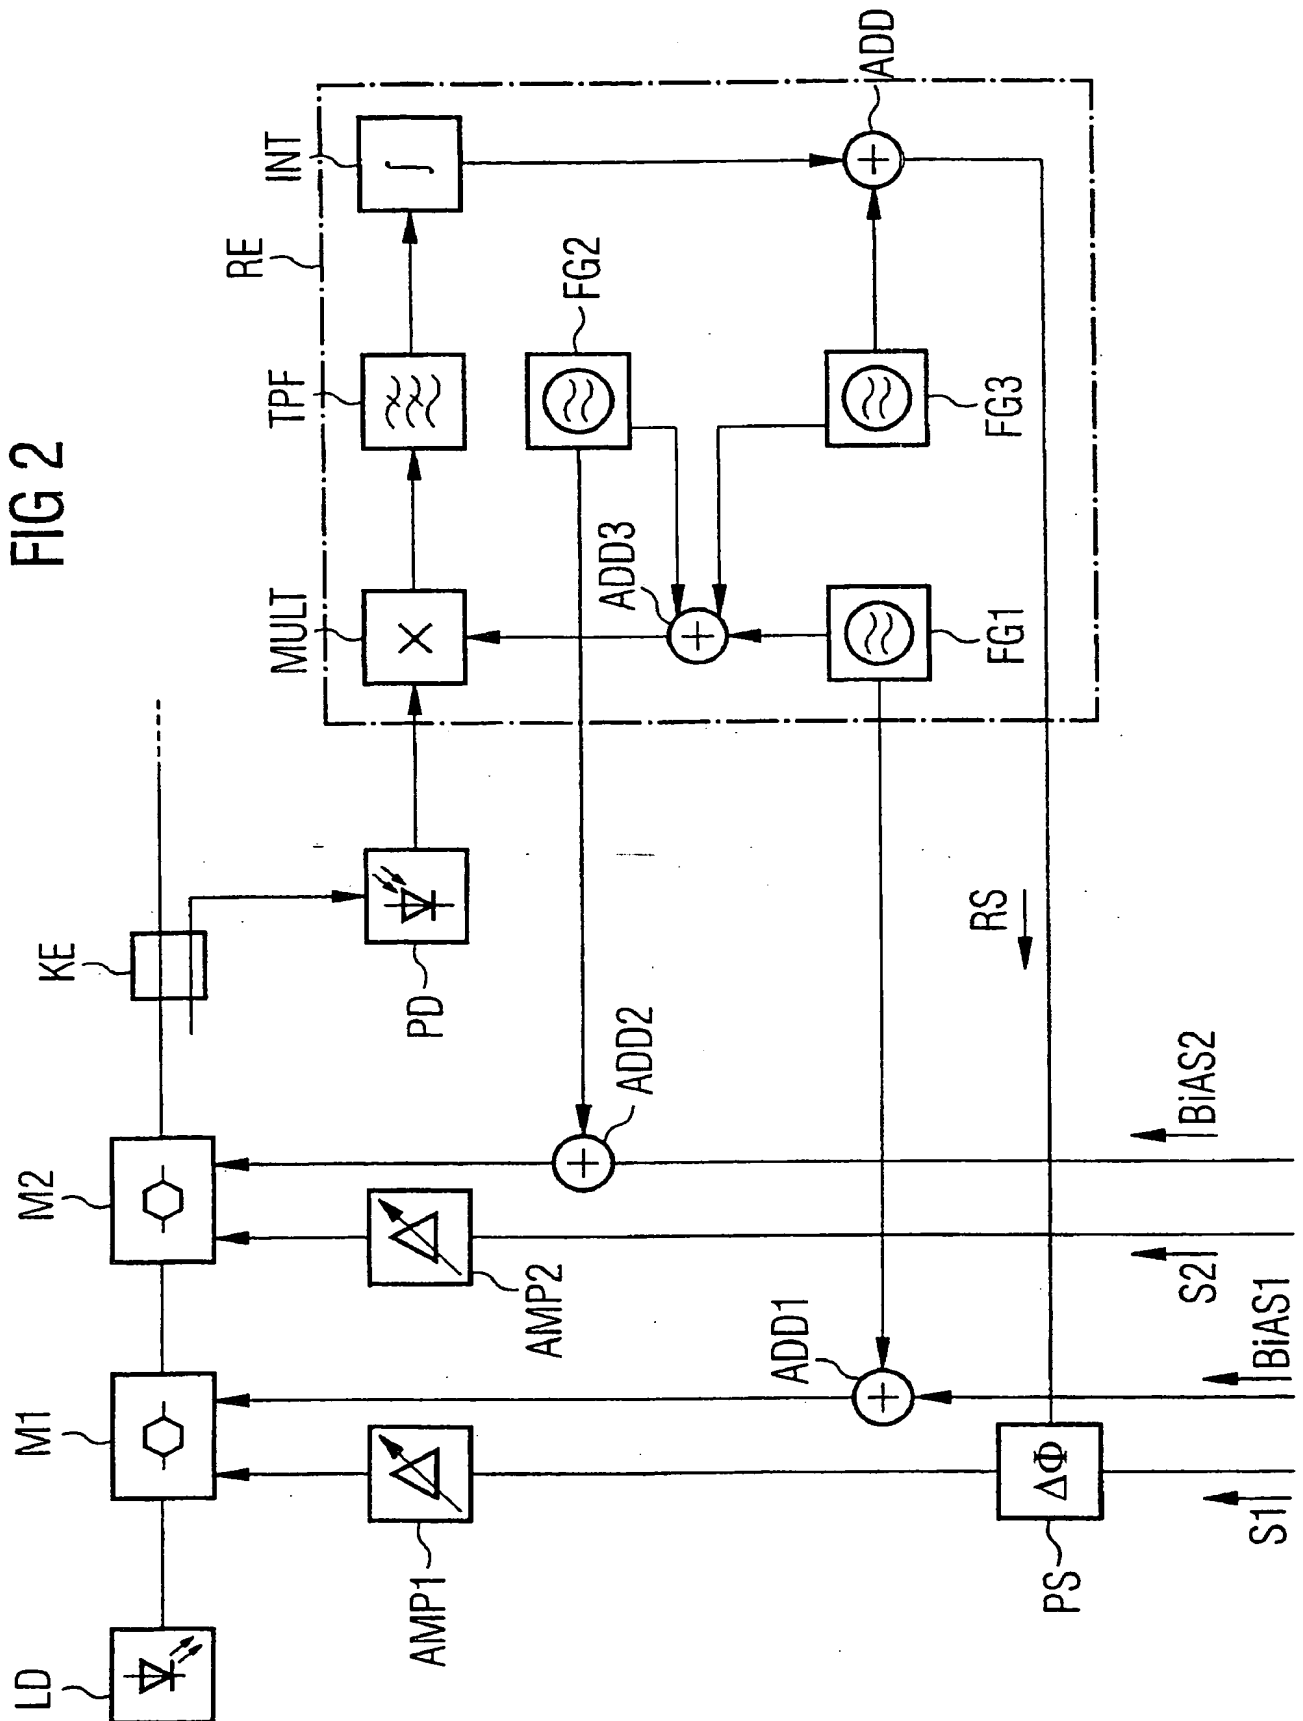 FIG 2
LD
M1
M2
KE
RE
INT
TPF
MULT
PD
FG2
ADD3
ADD
FG3
FG1
ADD2
ADD1
AMP1
AMP2
RS
PS
ΔΦ
S1
BiAS1
S2
BiAS2